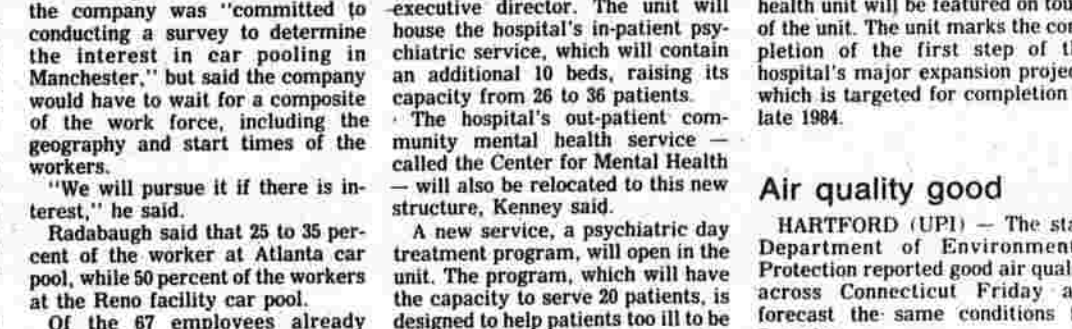 the company was "committed to
conducting a survey to determine
the interest in car pooling in
Manchester," but said the company
would have to wait for a composite
of the work force, including the
geography and start times of the
workers.
"We will pursue it if there is in-
terest," he said.
Radabaugh said that 25 to 35 per-
cent of the worker at Atlanta car
pool, while 50 percent of the workers
at the Reno facility car pool.
Of the 67 employees already
executive director. The unit will
house the hospital's in-patient psy-
chiatric service, which will contain
an additional 10 beds, raising its
capacity from 26 to 36 patients.
The hospital's out-patient com-
munity mental health service —
called the Center for Mental Health
— will also be relocated to this new
structure, Kenney said.
A new service, a psychiatric day
treatment program, will open in the
unit. The program, which will have
the capacity to serve 20 patients, is
designed to help patients too ill to be
health unit will be featured on tou
of the unit. The unit marks the co
pletion of the first step of t
hospital's major expansion projec
which is targeted for completion
late 1984.
Air quality good
HARTFORD (UPI) — The sta
Department of Environment
Protection reported good air quali
across Connecticut Friday a
forecast the same conditions